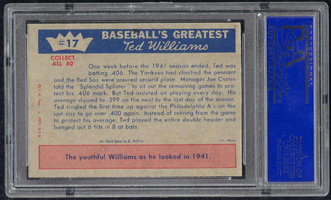 #17
COLLECT
ALL 80
BASEBALL'S GREATEST
Ted Williams
One week before the 1941 season ended, Ted was
batting .406. The Yankees had clinched the pennant and
the Red Sox were assured second place. Manager Joe Cronin
told the "Splendid Splinter" to sit out the rest so as to make
his .406 mark. But Ted insisted on playing every day. His
average dipped to .399 on the next to the last day of the season.
Ted singled the first time up against the Philadelphia A's on the
last day to go over .400 again. Instead of retiring from the game
to protect his average, Ted played the entire double header and
banged out 6 hits in 8 at bats.
The youthful Williams as he looked in 1941.
PSA